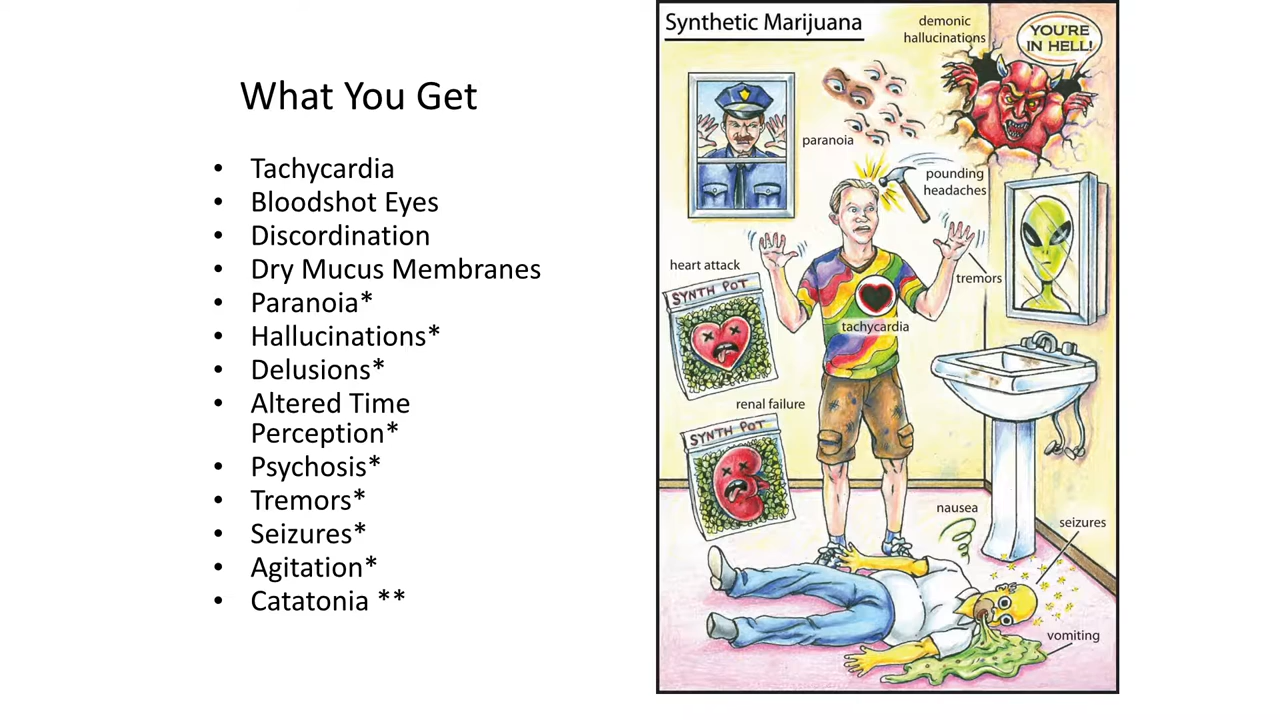 What You Get
• Tachycardia
• Bloodshot Eyes
• Discordination
• Dry Mucus Membranes
• Paranoia*
• Hallucinations*
• Delusions*
• Altered Time
Perception*
• Psychosis*
• Tremors*
• Seizures*
• Agitation*
• Catatonia **
Synthetic Marijuana
demonic
hallucinations
YOU'RE
IN HELL!
paranoia
pounding
headaches
heart attack
tremors
SYNTH POT
tachycardia
renal failure
SYNTH POT
nausea
seizures
vomiting